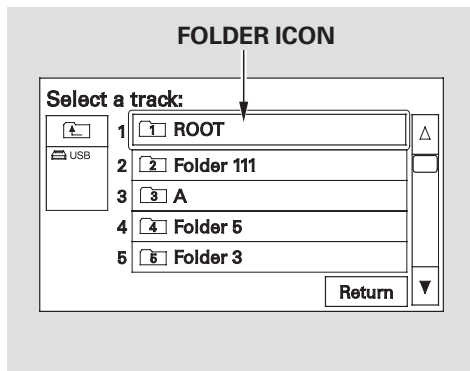 FOLDER ICON
Select a track:
1 1 ROOT
USB
2 2 Folder 111
3 3 A
4 4 Folder 5
5 5 Folder 3
Return